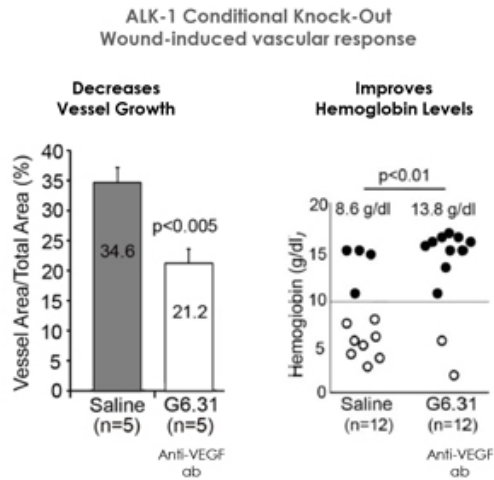 ALK-1 Conditional Knock-Out
Wound-induced vascular response
Decreases
Vessel Growth
Vessel Area/Total Area (%)
40
35
30
25
20
15
10
5
0
34.6
p<0.005
21.2
Saline
(n=5)
G6.31
(n=5)
Anti-VEGF
ab
Improves
Hemoglobin Levels
p<0.01
Hemoglobin (g/dl)
20
15
10
5
0
8.6 g/dl
13.8 g/dl
Saline
(n=12)
G6.31
(n=12)
Anti-VEGF
ab